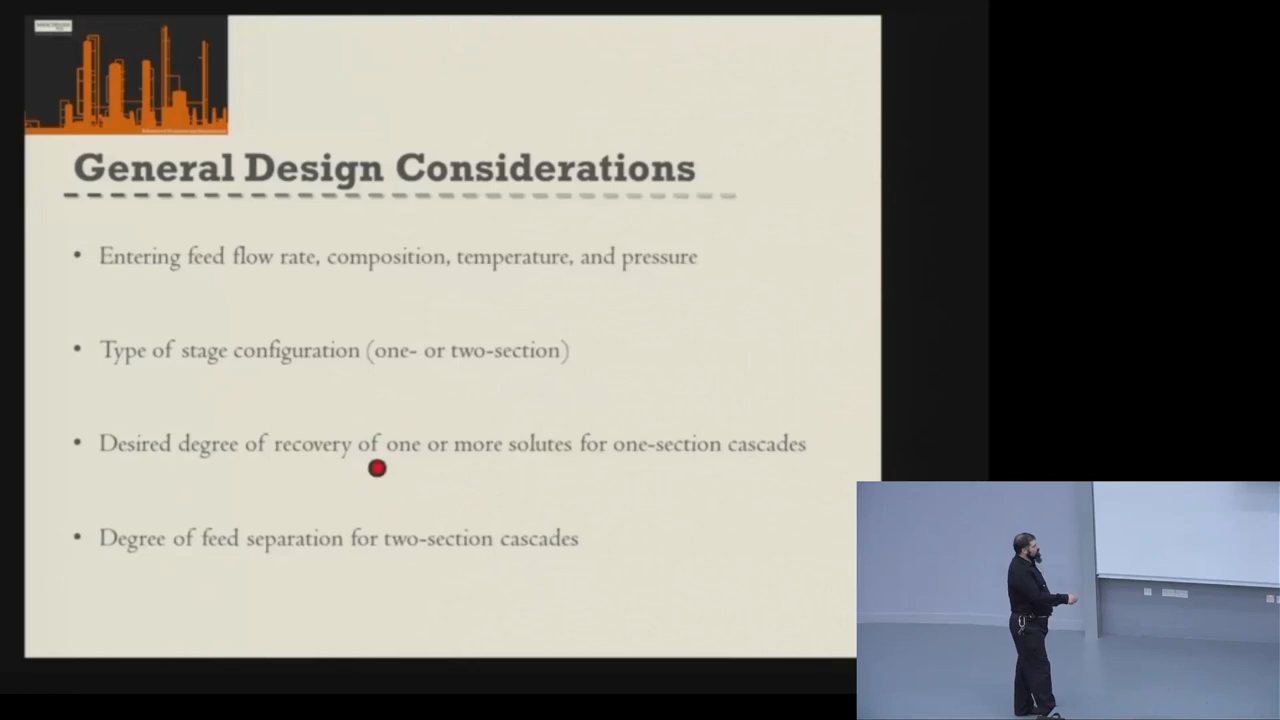 General Design Considerations
• Entering feed flow rate, composition, temperature, and pressure
• Type of stage configuration (one- or two-section)
• Desired degree of recovery of one or more solutes for one-section cascades
• Degree of feed separation for two-section cascades